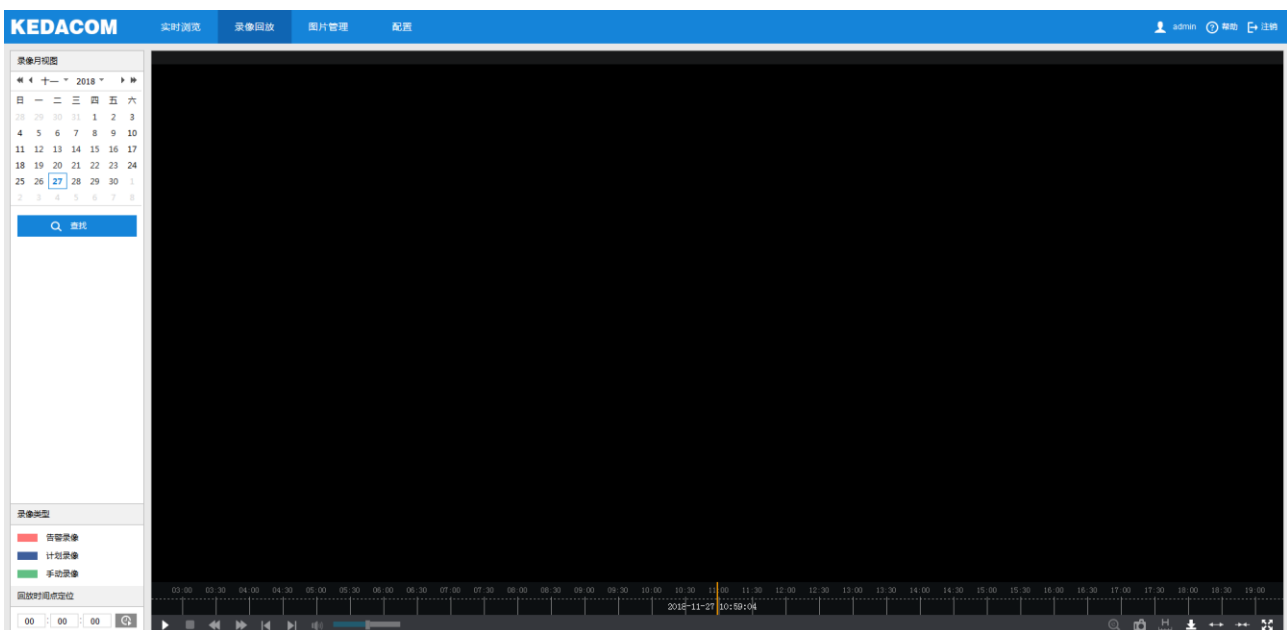 KEDACOM 实时浏览 录像回放 图片管理 配置 admin 帮助 注销
录像月视图
十一 2018
日 一 二 三 四 五 六
28 29 30 31 1 2 3
4 5 6 7 8 9 10
11 12 13 14 15 16 17
18 19 20 21 22 23 24
25 26 27 28 29 30 1
2 3 4 5 6 7 8
查找
录像类型
告警录像
计划录像
手动录像
回放时间点定位
00 : 00 : 00
03:00 03:30 04:00 04:30 05:00 05:30 06:00 06:30 07:00 07:30 08:00 08:30 09:00 09:30 10:00 10:30 11:00 11:30 12:00 12:30 13:00 13:30 14:00 14:30 15:00 15:30 16:00 16:30 17:00 17:30 18:00 18:30 19:00
2018-11-27 10:59:04